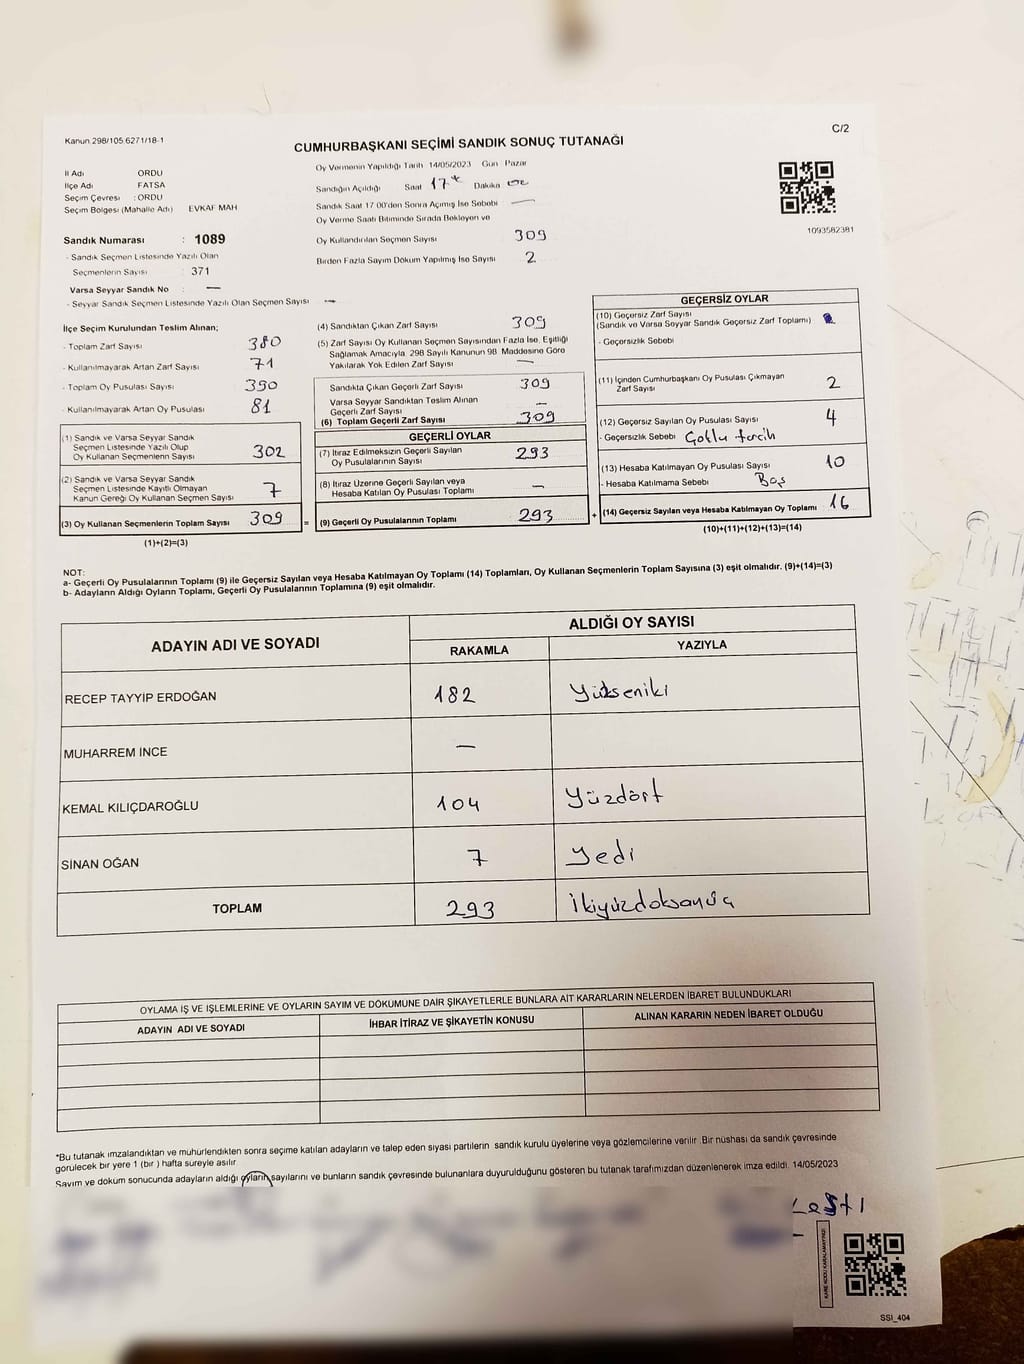 Kanun 298/105 6271/18-1
C/2
CUMHURBAŞKANI SEÇİMİ SANDIK SONUÇ TUTANAĞI
İl Adı ORDU
İlçe Adı FATSA
Seçim Çevresi : ORDU
Seçim Bölgesi (Mahalle Adı) EVKAF MAH
Oy Vermenin Yapıldığı Tarih 14/05/2023 Gün Pazar
Sandığın Açıldığı Saat 17 Dakika
Sandık Saat 17 00'den Sonra Açılmış İse Sebebi —
Oy Verme Saati Bitiminde Sırada Bekleyen ve
Oy Kullandırılan Seçmen Sayısı 309
Birden Fazla Sayım Döküm Yapılmış İse Sayısı 2
1093582381
Sandık Numarası : 1089
- Sandık Seçmen Listesinde Yazılı Olan
Seçmenlerin Sayısı : 371
Varsa Seyyar Sandık No : —
- Seyyar Sandık Seçmen Listesinde Yazılı Olan Seçmen Sayısı —
İlçe Seçim Kurulundan Teslim Alınan;
- Toplam Zarf Sayısı 380
- Kullanılmayarak Artan Zarf Sayısı 71
- Toplam Oy Pusulası Sayısı 390
- Kullanılmayarak Artan Oy Pusulası 81
(1) Sandık ve Varsa Seyyar Sandık
Seçmen Listesinde Yazılı Olup
Oy Kullanan Seçmenlerin Sayısı 302
(2) Sandık ve Varsa Seyyar Sandık
Seçmen Listesinde Kayıtlı Olmayan
Kanun Gereği Oy Kullanan Seçmen Sayısı 7
(3) Oy Kullanan Seçmenlerin Toplam Sayısı 309 =
(1)+(2)=(3)
(4) Sandıktan Çıkan Zarf Sayısı 309
(5) Zarf Sayısı Oy Kullanan Seçmen Sayısından Fazla İse, Eşitliği
Sağlamak Amacıyla, 298 Sayılı Kanunun 98 Maddesine Göre
Yakılarak Yok Edilen Zarf Sayısı —
Sandıkta Çıkan Geçerli Zarf Sayısı 309
Varsa Seyyar Sandıktan Teslim Alınan
Geçerli Zarf Sayısı —
(6) Toplam Geçerli Zarf Sayısı 309
GEÇERLİ OYLAR
(7) İtiraz Edilmeksizin Geçerli Sayılan
Oy Pusulalarının Sayısı 293
(8) İtiraz Üzerine Geçerli Sayılan veya
Hesaba Katılan Oy Pusulası Toplamı —
(9) Geçerli Oy Pusulalarının Toplamı 293 +
GEÇERSİZ OYLAR
(10) Geçersiz Zarf Sayısı
(Sandık ve Varsa Seyyar Sandık Geçersiz Zarf Toplamı)
- Geçersizlik Sebebi
(11) İçinden Cumhurbaşkanı Oy Pusulası Çıkmayan
Zarf Sayısı 2
(12) Geçersiz Sayılan Oy Pusulası Sayısı 4
- Geçersizlik Sebebi Çoklu tercih
(13) Hesaba Katılmayan Oy Pusulası Sayısı 10
- Hesaba Katılmama Sebebi Boş
(14) Geçersiz Sayılan veya Hesaba Katılmayan Oy Toplamı 16
(10)+(11)+(12)+(13)=(14)
NOT:
a- Geçerli Oy Pusulalarının Toplamı (9) ile Geçersiz Sayılan veya Hesaba Katılmayan Oy Toplamı (14) Toplamları, Oy Kullanan Seçmenlerin Toplam Sayısına (3) eşit olmalıdır. (9)+(14)=(3)
b- Adayların Aldığı Oyların Toplamı, Geçerli Oy Pusulalarının Toplamına (9) eşit olmalıdır.
ADAYIN ADI VE SOYADI
ALDIĞI OY SAYISI
RAKAMLA YAZIYLA
RECEP TAYYİP ERDOĞAN 182
MUHARREM İNCE —
KEMAL KILIÇDAROĞLU 104 Yüzdört
SİNAN OĞAN 7 Yedi
TOPLAM 293 İkiyüzdoksanüç
OYLAMA İŞ VE İŞLEMLERİNE VE OYLARIN SAYIM VE DÖKÜMÜNE DAİR ŞİKAYETLERLE BUNLARA AİT KARARLARIN NELERDEN İBARET BULUNDUKLARI
ADAYIN ADI VE SOYADI İHBAR İTİRAZ VE ŞİKAYETİN KONUSU ALINAN KARARIN NEDEN İBARET OLDUĞU
*Bu tutanak imzalandıktan ve mühürlendikten sonra seçime katılan adayların ve talep eden siyasi partilerin sandık kurulu üyelerine veya gözlemcilerine verilir. Bir nüshası da sandık çevresinde
görülecek bir yere 1 (bir) hafta süreyle asılır.
Sayım ve döküm sonucunda adayların aldığı oyların sayılarını ve bunların sandık çevresinde bulunanlara duyurulduğunu gösteren bu tutanak tarafımızdan düzenlenerek imza edildi. 14/05/2023
KARE KODU KARALAMAYINIZ
SSI_404